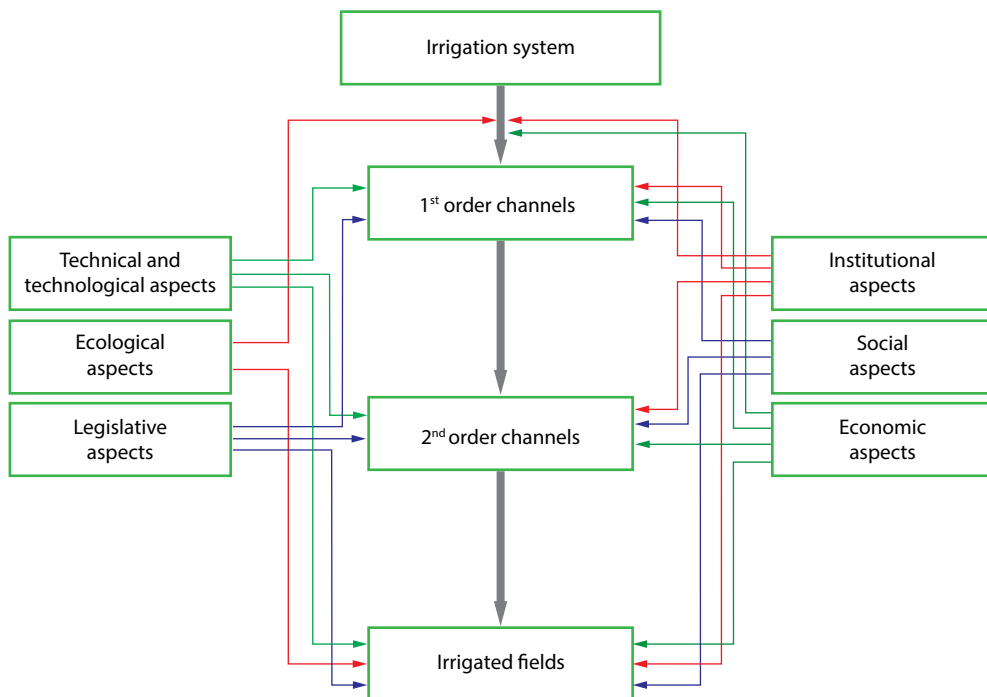 Irrigation system
1st order channels
Technical and
technological aspects
Institutional
aspects
Ecological
aspects
Social
aspects
Legislative
aspects
2nd order channels
Economic
aspects
Irrigated fields